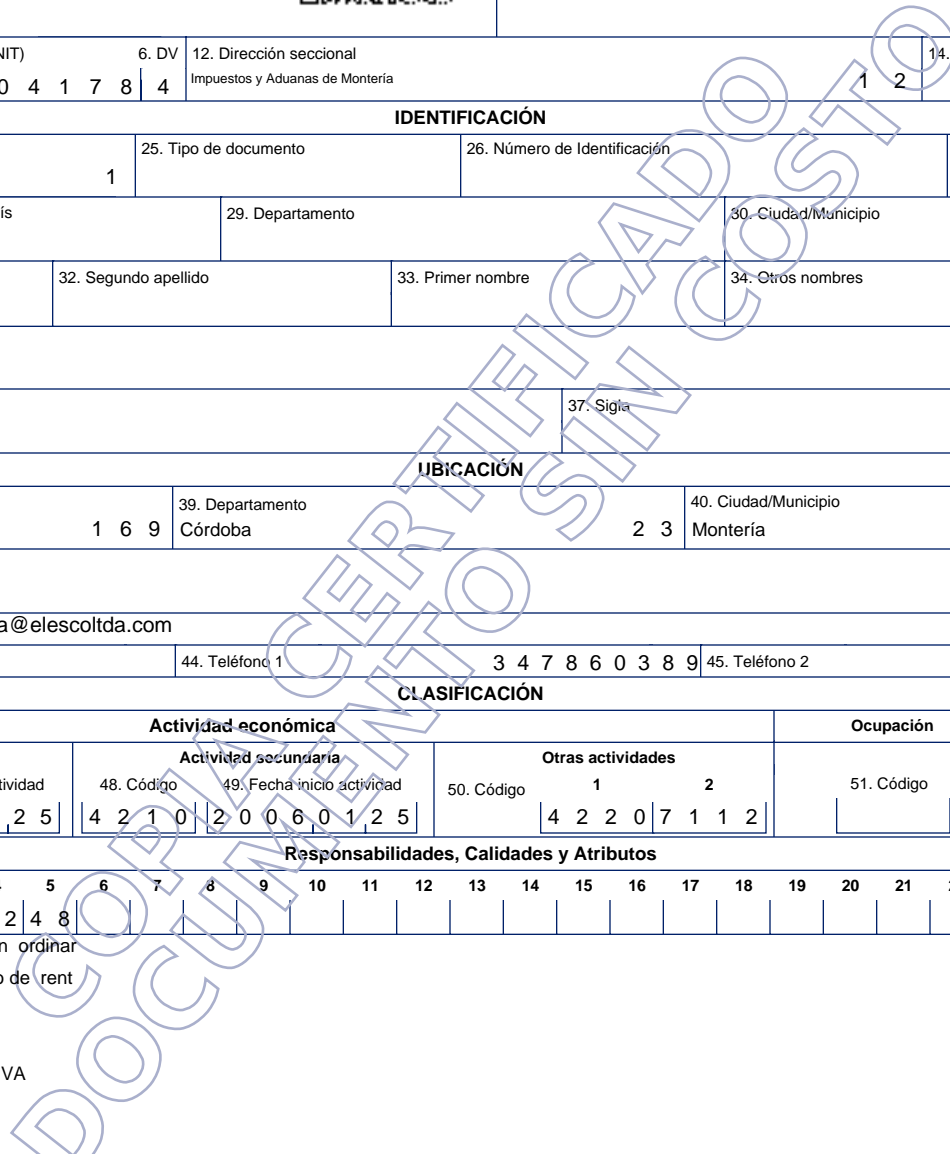 NIT) 6. DV 12. Dirección seccional 14.
0 4 1 7 8 4 Impuestos y Aduanas de Montería 1 2
IDENTIFICACIÓN
25. Tipo de documento 26. Número de Identificación
1
ís 29. Departamento 30. Ciudad/Municipio
32. Segundo apellido 33. Primer nombre 34. Otros nombres
37. Sigla
UBICACIÓN
39. Departamento 40. Ciudad/Municipio
1 6 9 Córdoba 2 3 Montería
a@elescoltda.com
44. Teléfono 1 3 4 7 8 6 0 3 8 9 45. Teléfono 2
CLASIFICACIÓN
Actividad económica Ocupación
Actividad secundaria Otras actividades
tividad 48. Código 49. Fecha inicio actividad 50. Código 1 2 51. Código
2 5 4 2 1 0 2 0 0 6 0 1 2 5 4 2 2 0 7 1 1 2
Responsabilidades, Calidades y Atributos
5 6 7 8 9 10 11 12 13 14 15 16 17 18 19 20 21
2 4 8
n ordinar
o de rent
VA
COPIA CERTIFICADO
DOCUMENTO SIN COSTO